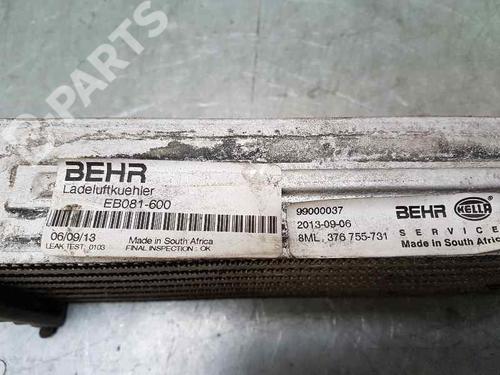 B-PARTS
BEHR
Ladeluftkuehler
EB081-600
06/09/13 Made in South Africa
LEAK TEST : 0103 FINAL INSPECTION : OK
99000037
2013-09-06
8ML 376 755-731
BEHR HELLA
SERVICE
Made in South Africa